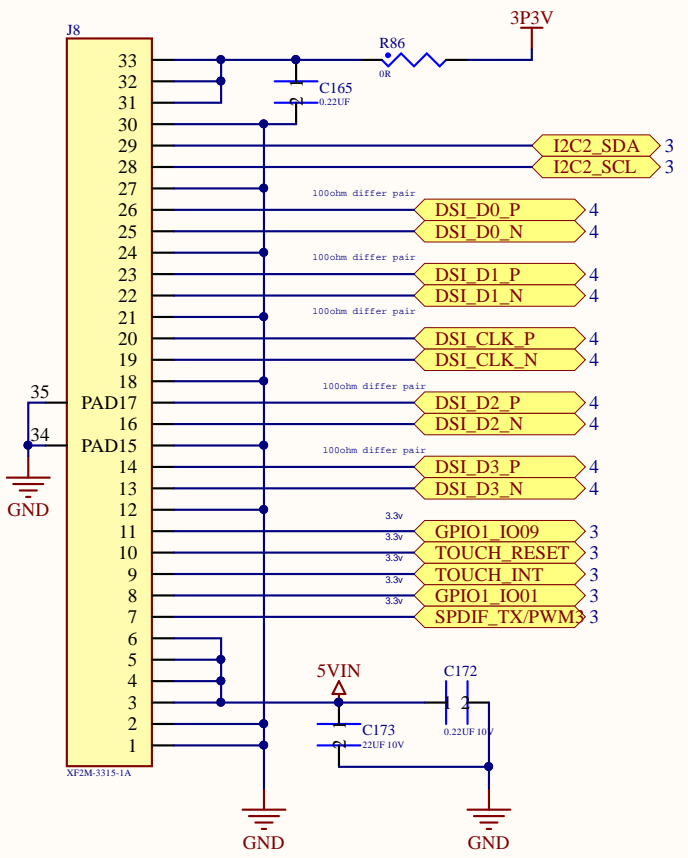 J8
3P3V
R86
0R
33
32
C165
1 2
0.22UF
31
30
29 I2C2_SDA 3
28 I2C2_SCL 3
27
100ohm differ pair
26 DSI_D0_P 4
25 DSI_D0_N 4
24
100ohm differ pair
23 DSI_D1_P 4
22 DSI_D1_N 4
100ohm differ pair
21
20 DSI_CLK_P 4
19 DSI_CLK_N 4
18
100ohm differ pair
35 PAD17 DSI_D2_P 4
16 DSI_D2_N 4
34 PAD15
100ohm differ pair
14 DSI_D3_P 4
13 DSI_D3_N 4
GND
12
3.3v
11 GPIO1_IO09 3
3.3v
10 TOUCH_RESET 3
3.3v
9 TOUCH_INT 3
3.3v
8 GPIO1_IO01 3
3.3v
7 SPDIF_TX/PWM3 3
6
5
4
5VIN
C172
3
1 2
0.22UF 10V
2
C173
1 2
22UF 10V
1
XF2M-3315-1A
GND
GND